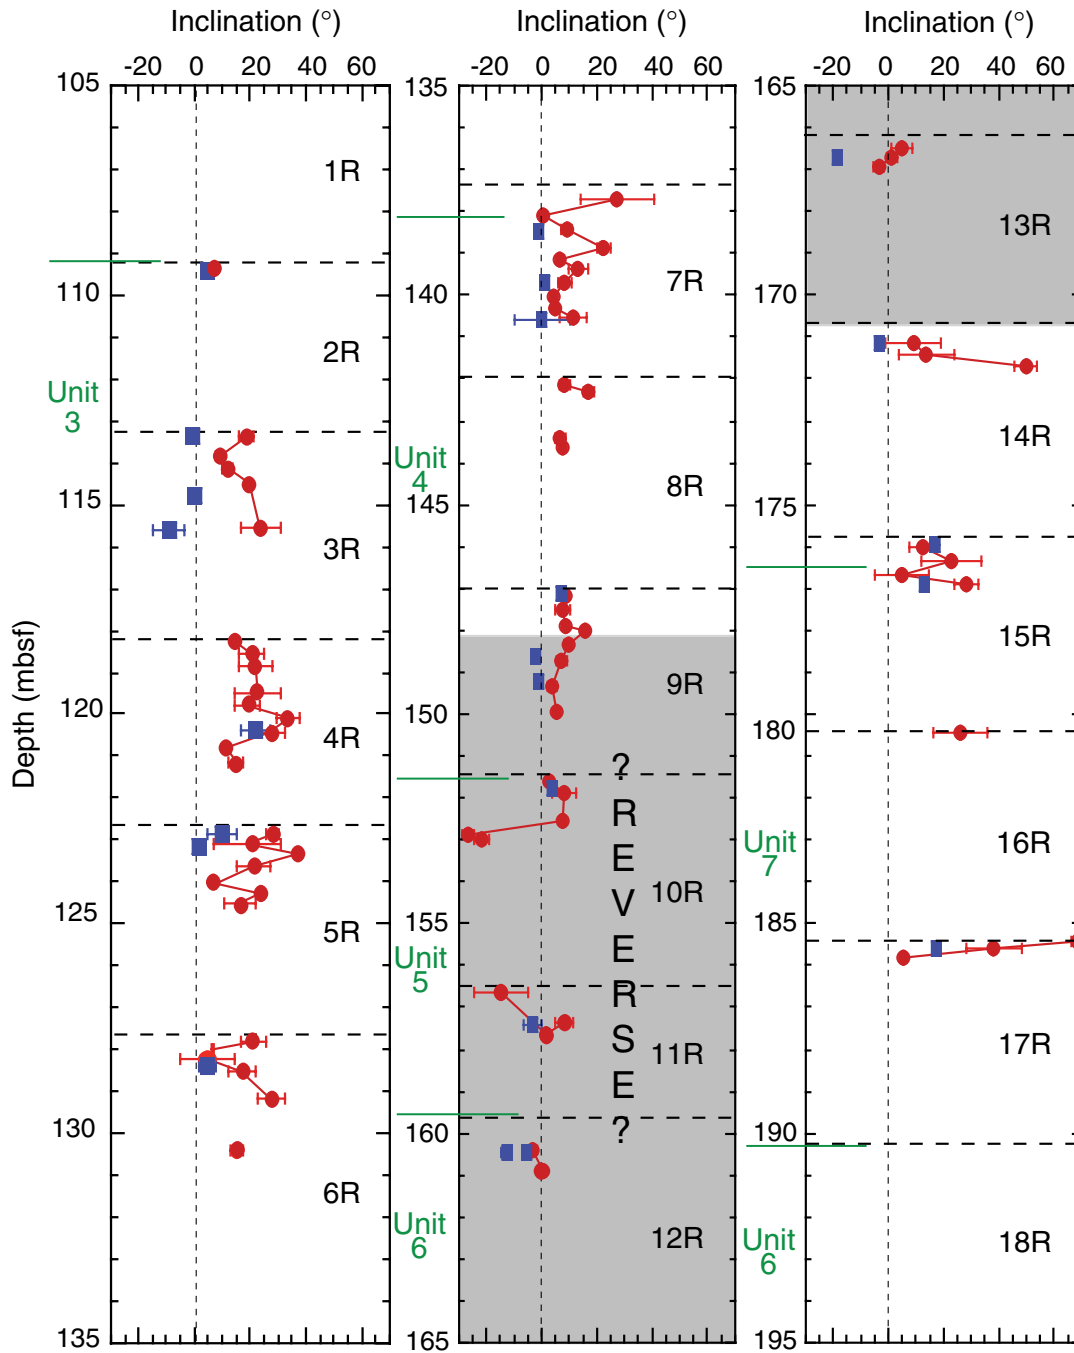 Inclination (°)
-20 0 20 40 60
105
1R
110
2R
Unit
3
115
3R
Depth (mbsf)
120
4R
125
5R
130
6R
135
Inclination (°)
-20 0 20 40 60
135
7R
140
Unit
4
8R
145
9R
150
?
R
E
V
E
R
S
E
?
10R
155
Unit
5
11R
160
Unit
6
12R
165
Inclination (°)
-20 0 20 40 60
165
13R
170
14R
175
15R
180
Unit
7
16R
185
17R
190
Unit
6
18R
195